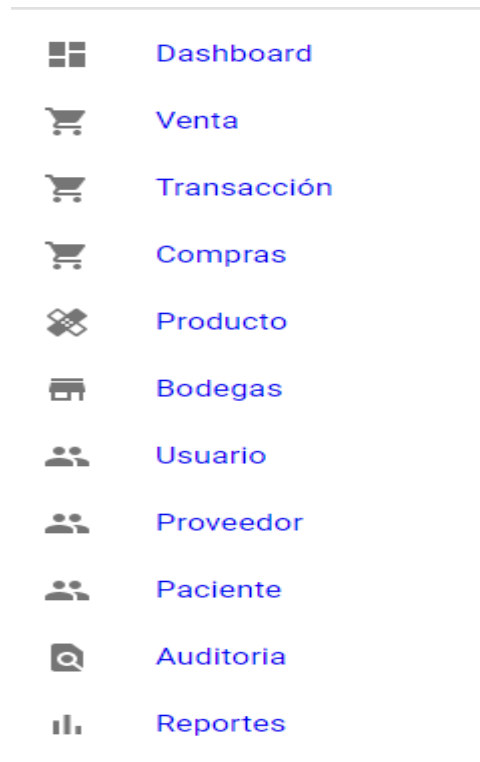 Dashboard
Venta
Transacción
Compras
Producto
Bodegas
Usuario
Proveedor
Paciente
Auditoria
Reportes